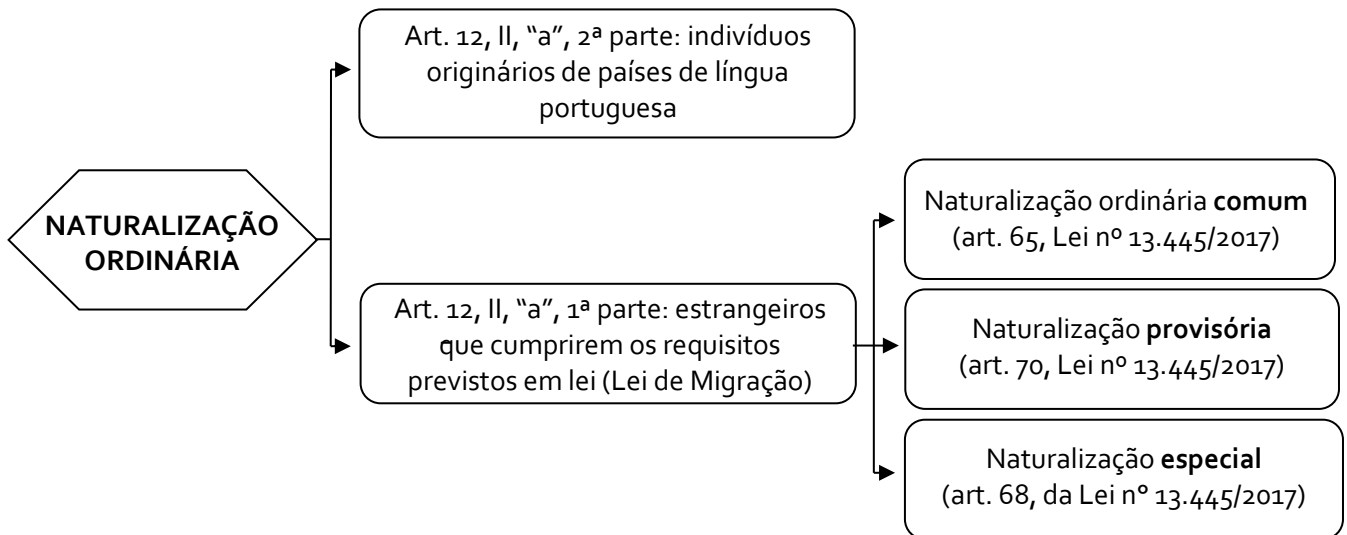 Art. 12, II, “a”, 2ª parte: indivíduos
originários de países de língua
portuguesa
NATURALIZAÇÃO
ORDINÁRIA
Art. 12, II, “a”, 1ª parte: estrangeiros
que cumprirem os requisitos
previstos em lei (Lei de Migração)
Naturalização ordinária comum
(art. 65, Lei nº 13.445/2017)
Naturalização provisória
(art. 70, Lei nº 13.445/2017)
Naturalização especial
(art. 68, da Lei n° 13.445/2017)